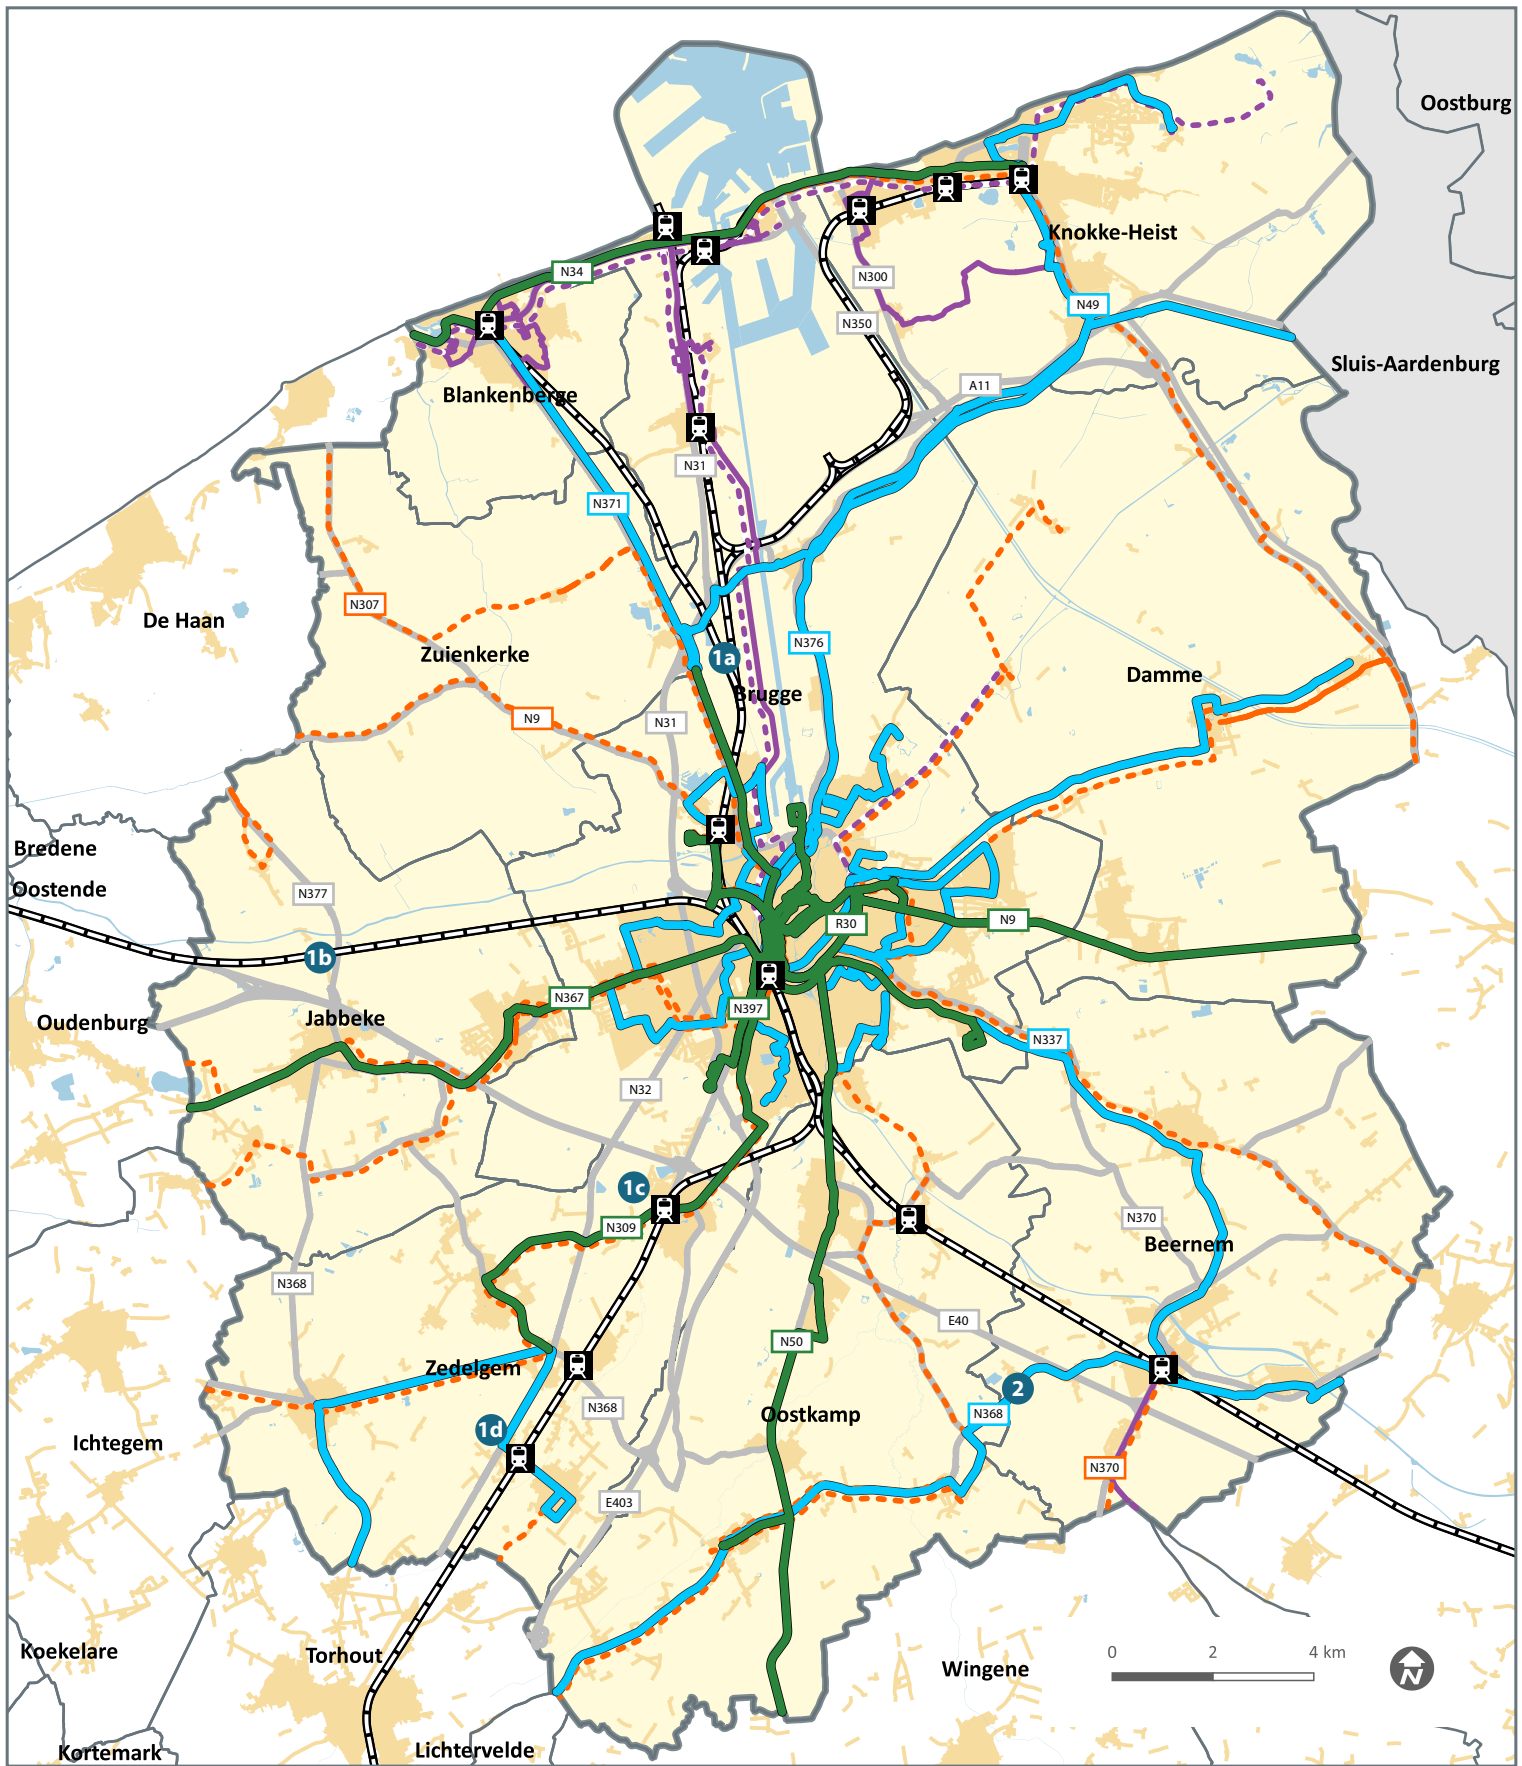 Oostburg
Knokke-Heist
N34
N300
N49
N350
Sluis-Aardenburg
A11
Blankenberge
N31
N371
N307
De Haan
N376
Zuienkerke
1a
Damme
Brugge
N9
N31
Bredene
Oostende
N377
N9
R30
1b
N367
N397
Oudenburg
Jabbeke
N337
N32
1c
N309
N370
Beernem
N368
E40
N50
Zedelgem
2
N368
N368
Oostkamp
1d
Ichtegem
N370
E403
Koekelare
Torhout
Wingene
0 2 4 km
N
Kortemark
Lichtervelde